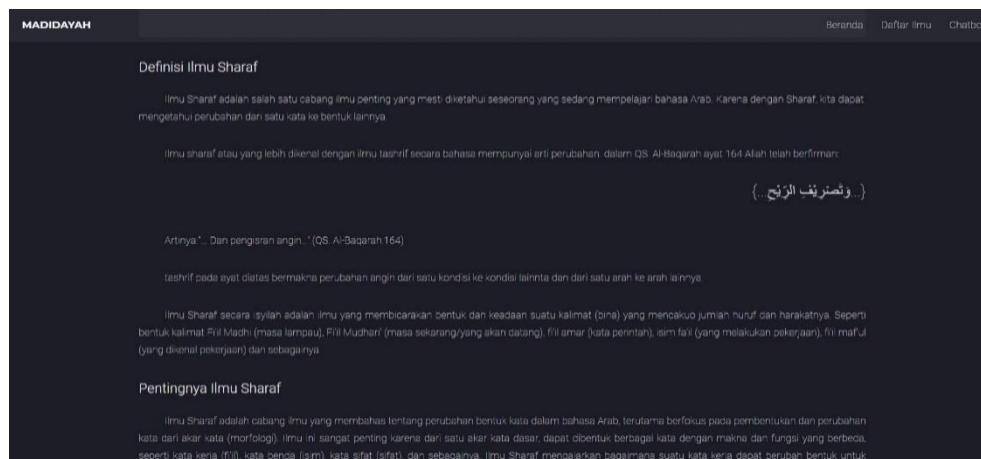 MADIDAYAH
Beranda Daftar Ilmu Chatbo
Definisi Ilmu Sharaf
Ilmu Sharaf adalah salah satu cabang ilmu penting yang mesti diketahui seseorang yang sedang mempelajari bahasa Arab. Karena dengan Sharaf, kita dapat
mengetahui perubahan dari satu kata ke bentuk lainnya.
Ilmu sharaf atau yang lebih dikenal dengan ilmu tashrif secara bahasa mempunyai arti perubahan. dalam QS. Al-Baqarah ayat 164 Allah telah berfirman:
{...وَتَصْرِيْفِ الرِّيٰحِ...}
Artinya:"... Dan pengisran angin..."(QS. Al-Baqarah:164)
tashrif pada ayat diatas bermakna perubahan angin dari satu kondisi ke kondisi lainnta dan dari satu arah ke arah lainnya.
Ilmu Sharaf secara isyilah adalah ilmu yang membicarakan bentuk dan keadaan suatu kalimat (bina) yang mencakuo jumlah huruf dan harakatnya. Seperti
bentuk kalimat Fi'il Madhi (masa lampau), Fi'il Mudhari' (masa sekarang/yang akan datang), fi'il amar (kata perintah), isim fa'il (yang melakukan pekerjaan), fi'il maf'ul
(yang dikenal pekerjaan) dan sebagainya.
Pentingnya Ilmu Sharaf
Ilmu Sharaf adalah cabang ilmu yang membahas tentang perubahan bentuk kata dalam bahasa Arab, terutama berfokus pada pembentukan dan perubahan
kata dari akar kata (morfologi). Ilmu ini sangat penting karena dari satu akar kata dasar, dapat dibentuk berbagai kata dengan makna dan fungsi yang berbeda,
seperti kata kerja (fi'il), kata benda (isim), kata sifat (sifat), dan sebagainya. Ilmu Sharaf mengajarkan bagaimana suatu kata kerja dapat berubah bentuk untuk